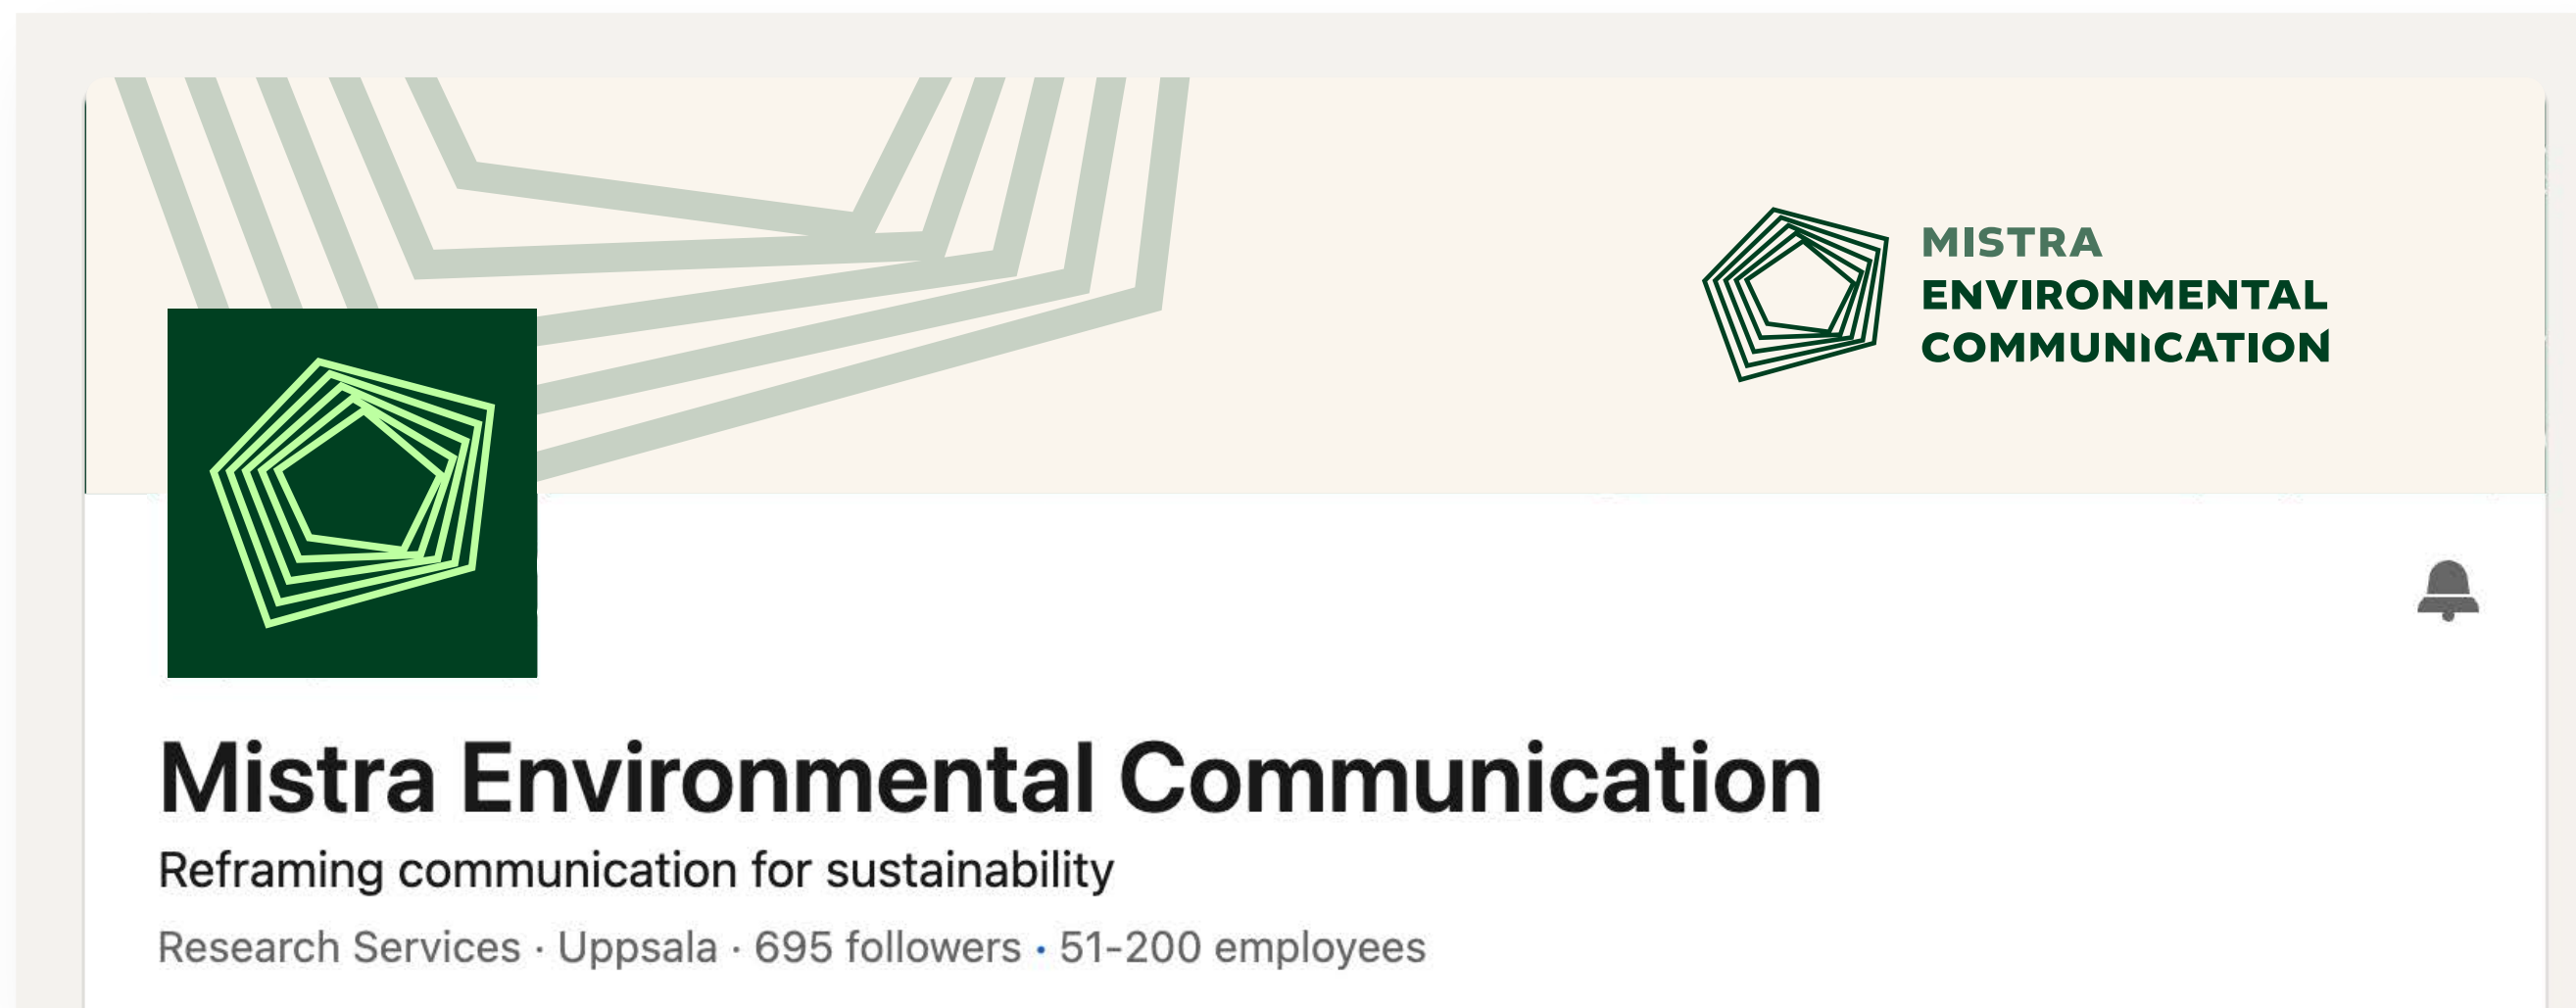 MISTRA
ENVIRONMENTAL
COMMUNICATION
Mistra Environmental Communication
Reframing communication for sustainability
Research Services · Uppsala · 695 followers · 51-200 employees